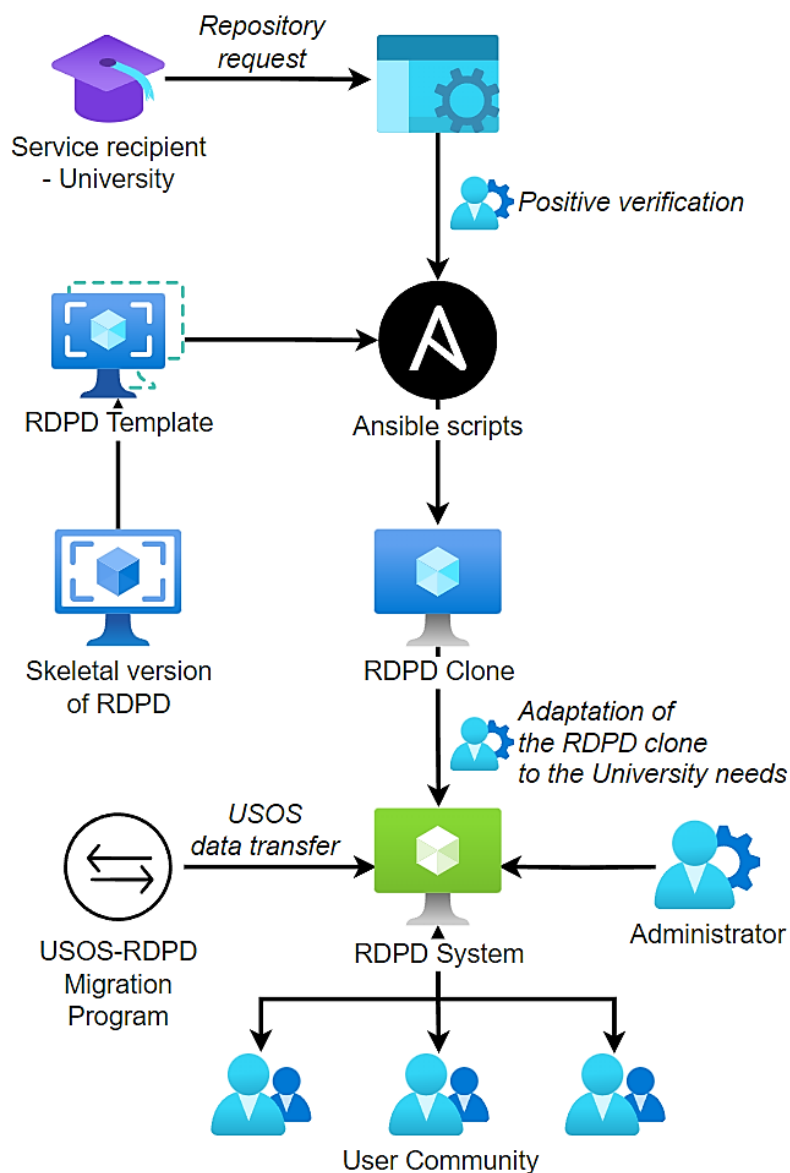 Repository
request
Service recipient
- University
Positive verification
RDPD Template
Ansible scripts
Skeletal version
of RDPD
RDPD Clone
Adaptation of
the RDPD clone
to the University needs
USOS
data transfer
USOS-RDPD
Migration
Program
RDPD System
Administrator
User Community